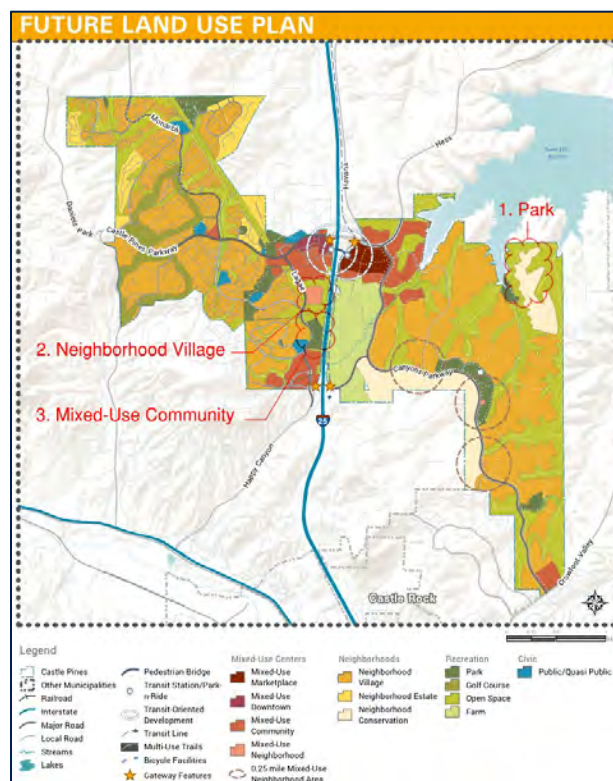 FUTURE LAND USE PLAN
Monarch
Hess
Havana
Daniels Park
Castle Pines Parkway
Lagae
1. Park
2. Neighborhood Village
3. Mixed-Use Community
Canyons Parkway
25
Happy Canyon
Crowfoot Valley
Castle Rock
Legend
Castle Pines
Other Municipalities
Railroad
Interstate
Major Road
Local Road
Streams
Lakes
Pedestrian Bridge
Transit Station/Park-
n-Ride
Transit-Oriented
Development
Transit Line
Multi-Use Trails
Bicycle Facilities
Gateway Features
Mixed-Use Centers
Mixed-Use
Marketplace
Mixed-Use
Downtown
Mixed-Use
Community
Mixed-Use
Neighborhood
0.25 mile Mixed-Use
Neighborhood Area
Neighborhoods
Neighborhood
Village
Neighborhood Estate
Neighborhood
Conservation
Recreation
Park
Golf Course
Open Space
Farm
Civic
Public/Quasi Public